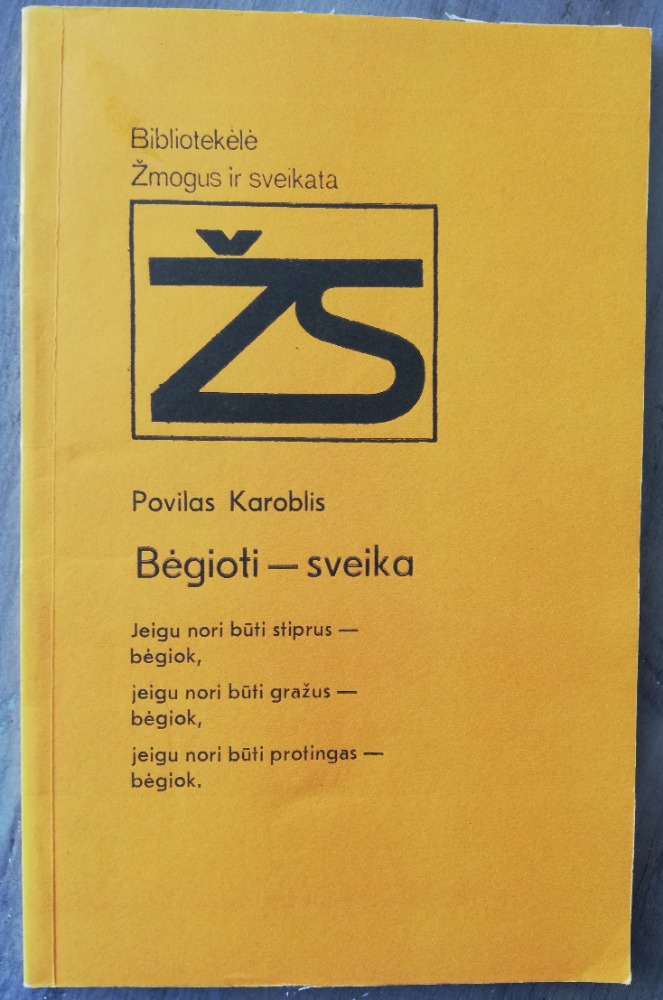 Bibliotekėlė
Žmogus ir sveikata
ŽS
Povilas Karoblis
Bėgioti — sveika
Jeigu nori būti stiprus —
bėgiok,
jeigu nori būti gražus —
bėgiok,
jeigu nori būti protingas —
bėgiok.